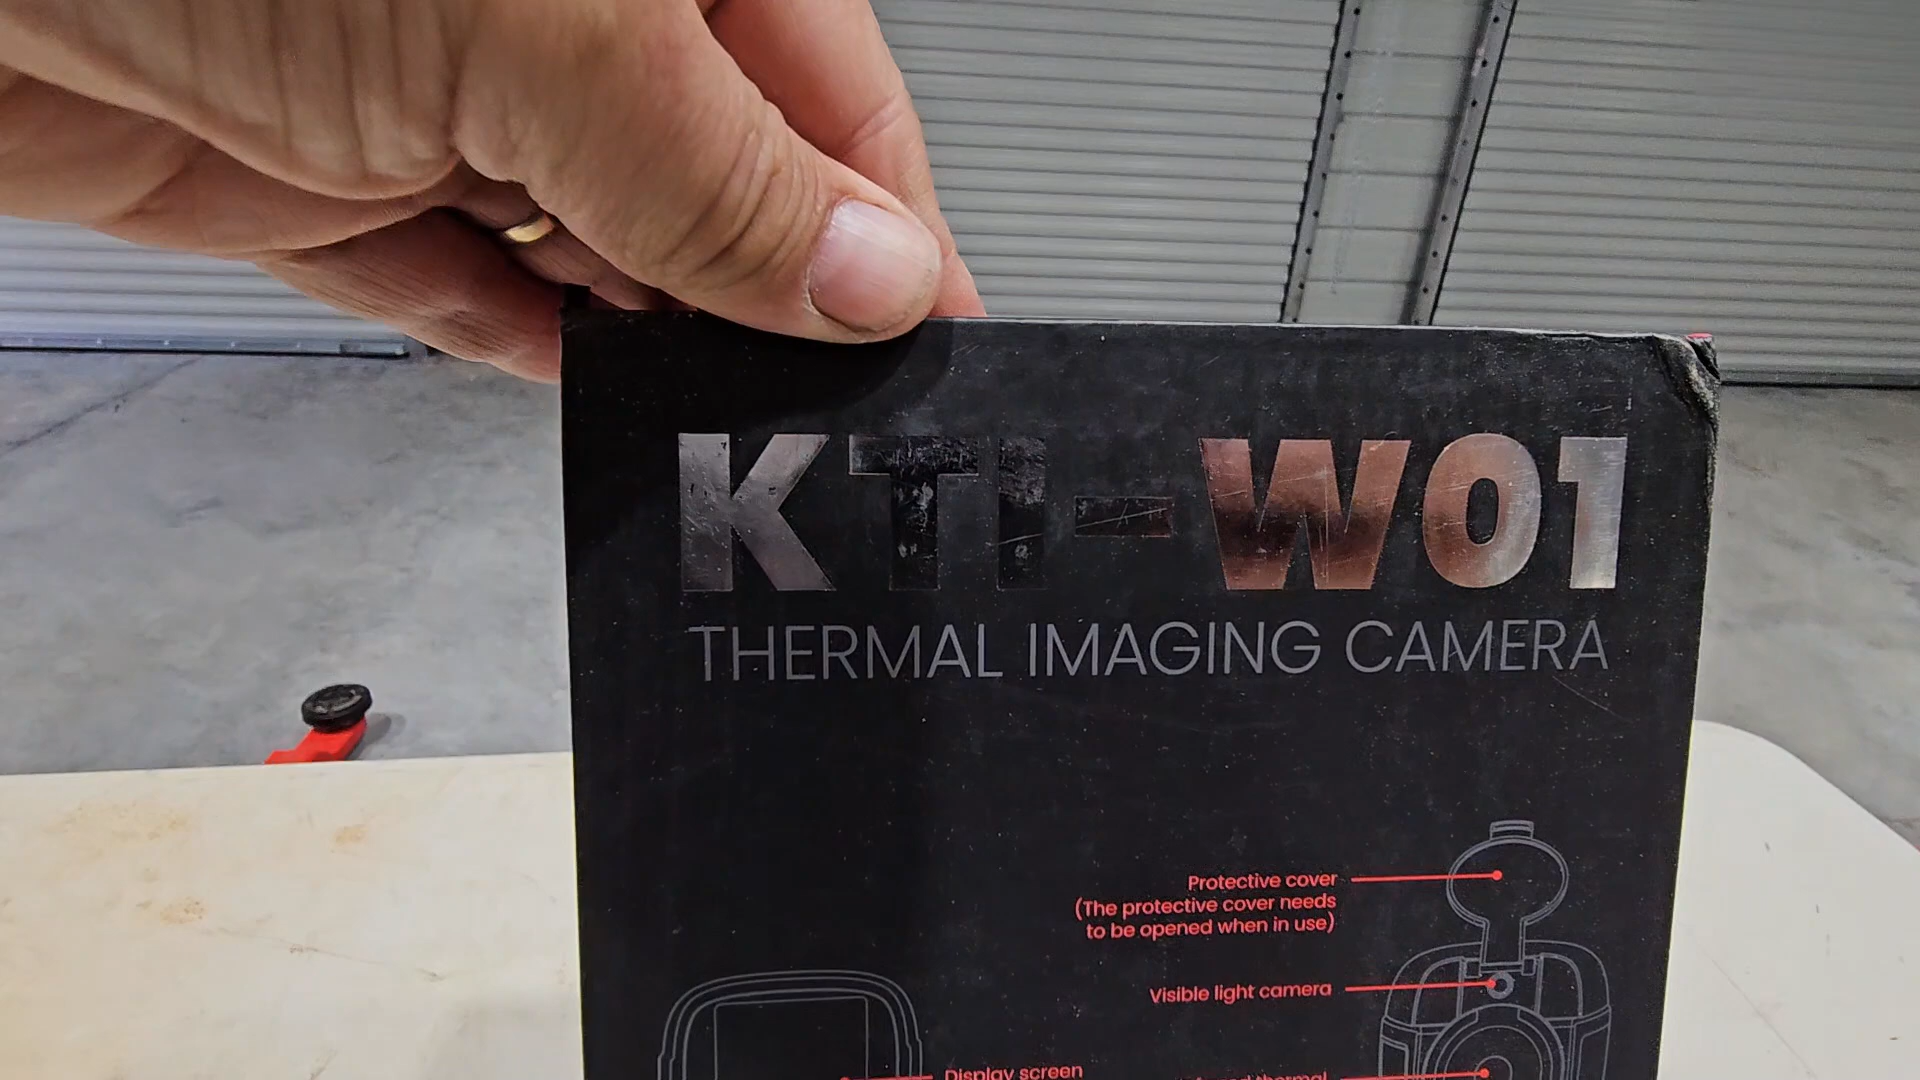 KTI-W01
THERMAL IMAGING CAMERA
Protective cover
(The protective cover needs
to be opened when in use)
Visible light camera
Display screen
thermal